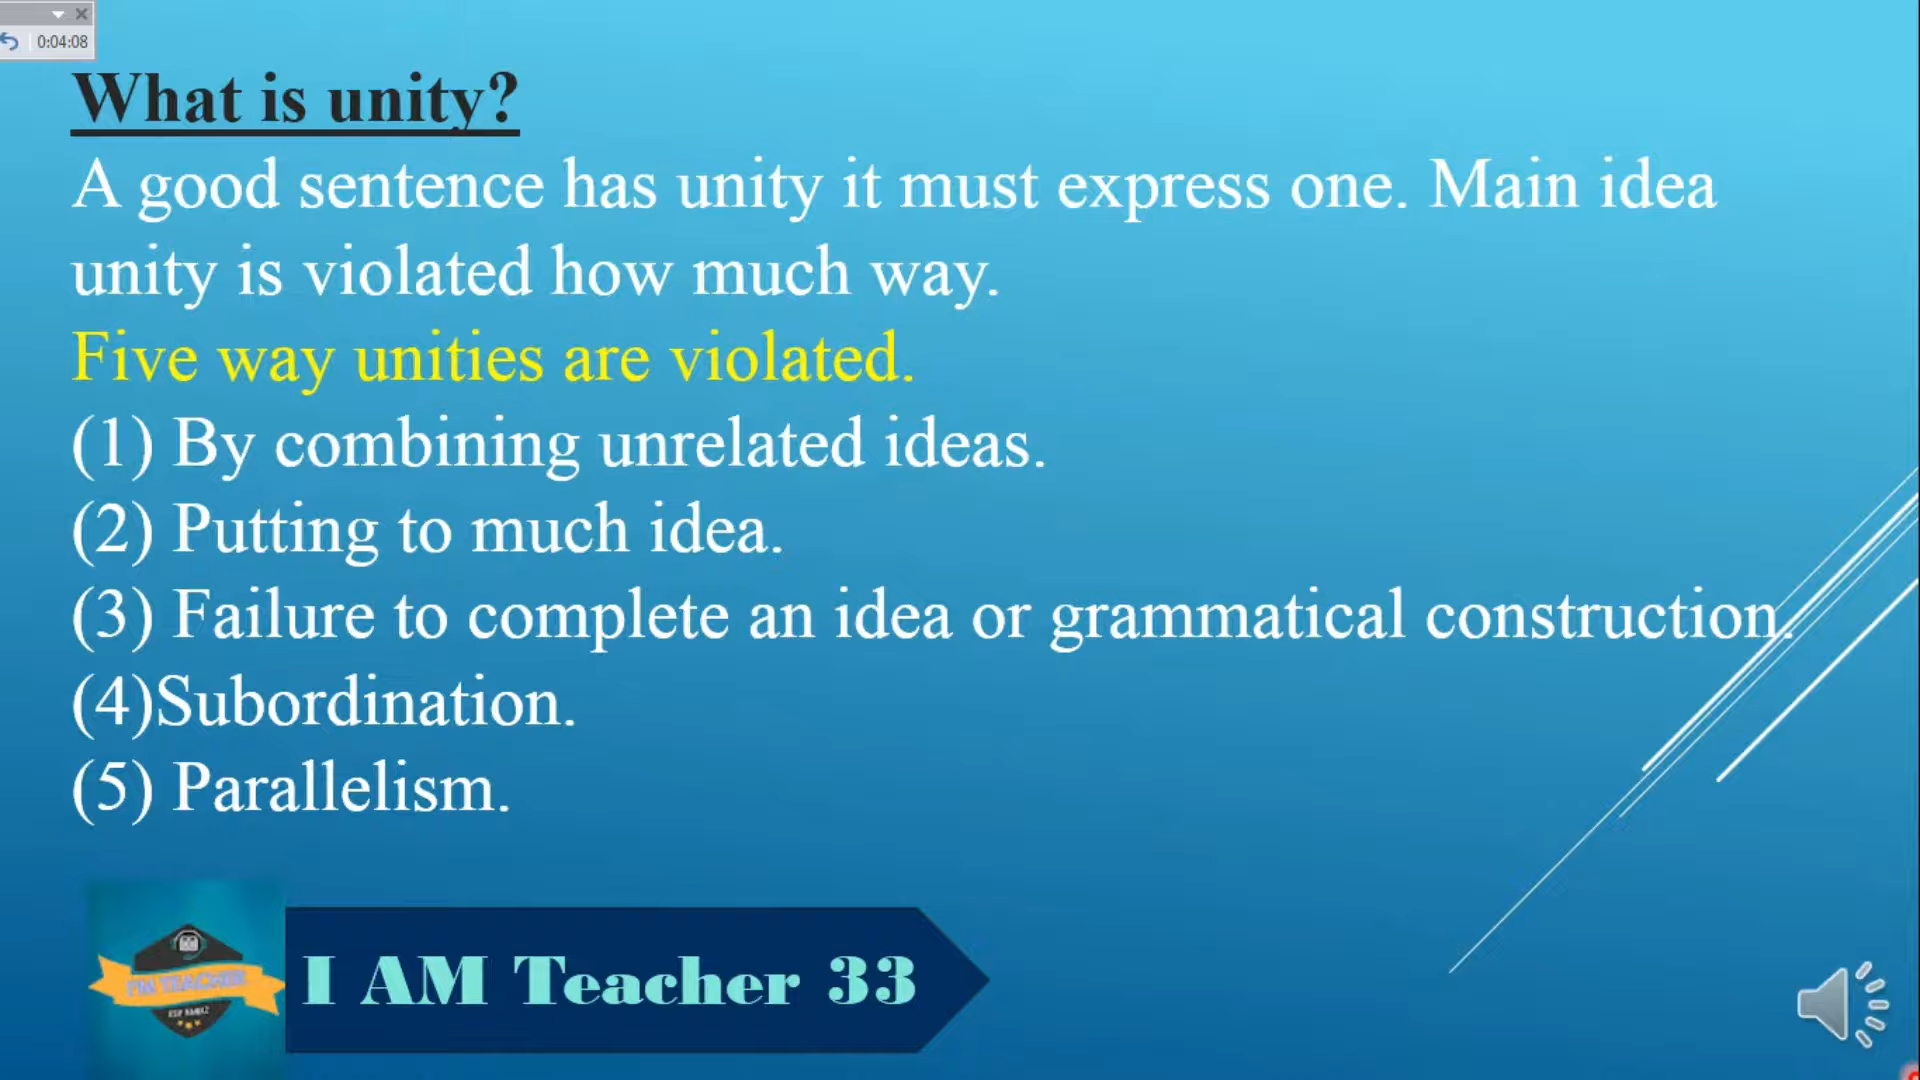 0:04:08
What is unity?
A good sentence has unity it must express one. Main idea
unity is violated how much way.
Five way unities are violated.
(1) By combining unrelated ideas.
(2) Putting to much idea.
(3) Failure to complete an idea or grammatical construction.
(4)Subordination.
(5) Parallelism.
I'M TEACHER
I AM Teacher 33